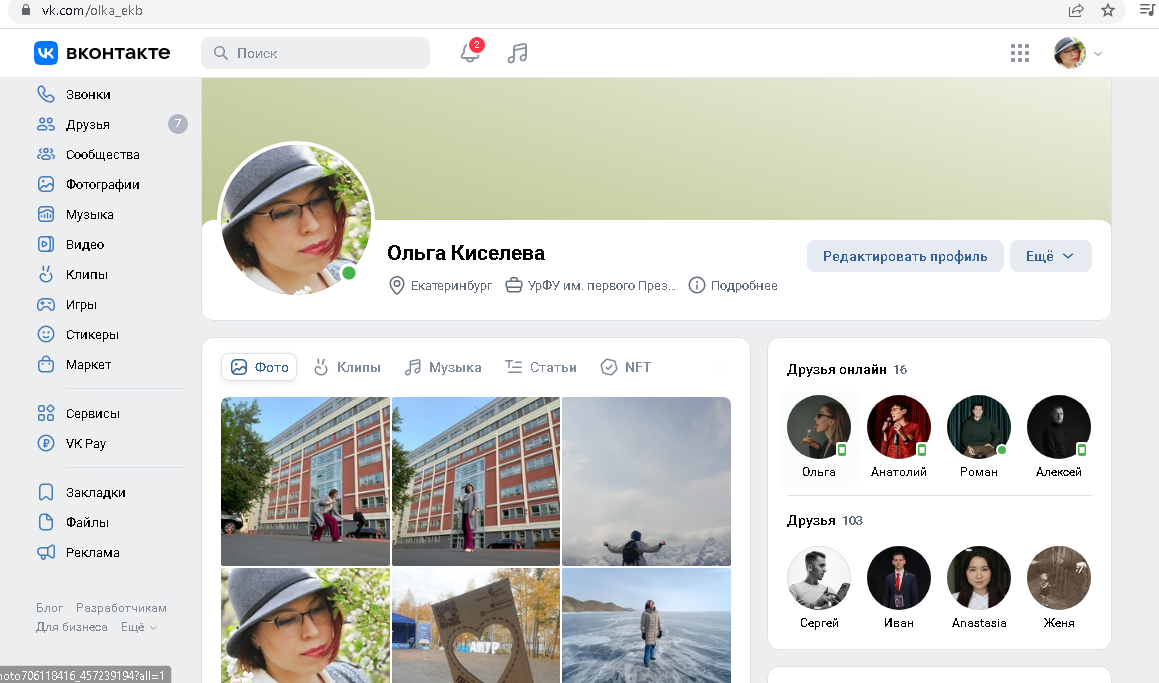 vk.com/olka_ekb
вконтакте
Поиск
2
Звонки
Друзья 7
Сообщества
Фотографии
Музыка
Видео
Клипы
Игры
Стикеры
Маркет
Сервисы
VK Pay
Закладки
Файлы
Реклама
Блог Разработчикам
Для бизнеса Ещё
hoto706118416_457239194?all=1
Ольга Киселева
Екатеринбург УрФУ им. первого През... Подробнее
Редактировать профиль Ещё
Фото Клипы Музыка Статьи NFT
АМУР
Друзья онлайн 16
Ольга Анатолий Роман Алексей
Друзья 103
Сергей Иван Anastasia Женя